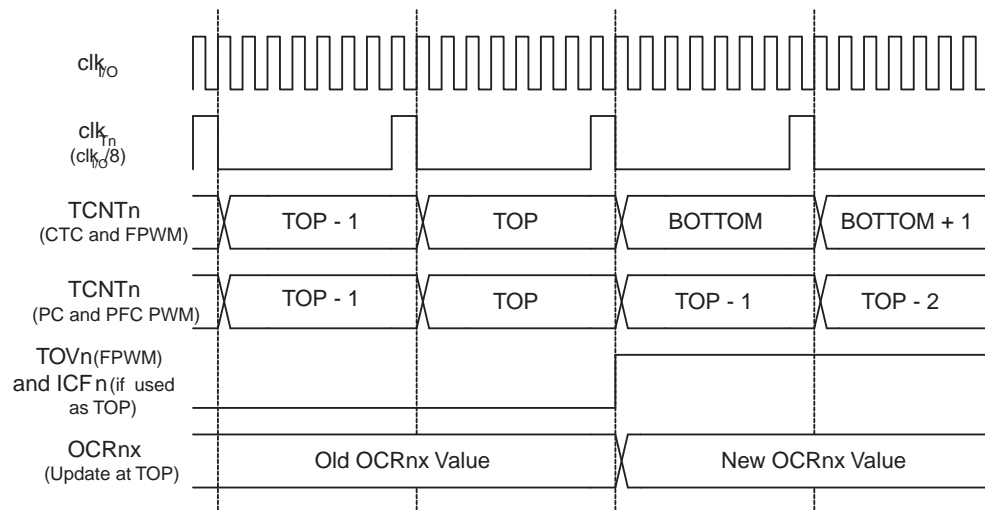 clkI/O
clkTn
(clkI/O/8)
TCNTn
(CTC and FPWM)
TOP - 1 TOP BOTTOM BOTTOM + 1
TCNTn
(PC and PFC PWM)
TOP - 1 TOP TOP - 1 TOP - 2
TOVn(FPWM)
and ICFn(if used
as TOP)
OCRnx
(Update at TOP)
Old OCRnx Value New OCRnx Value